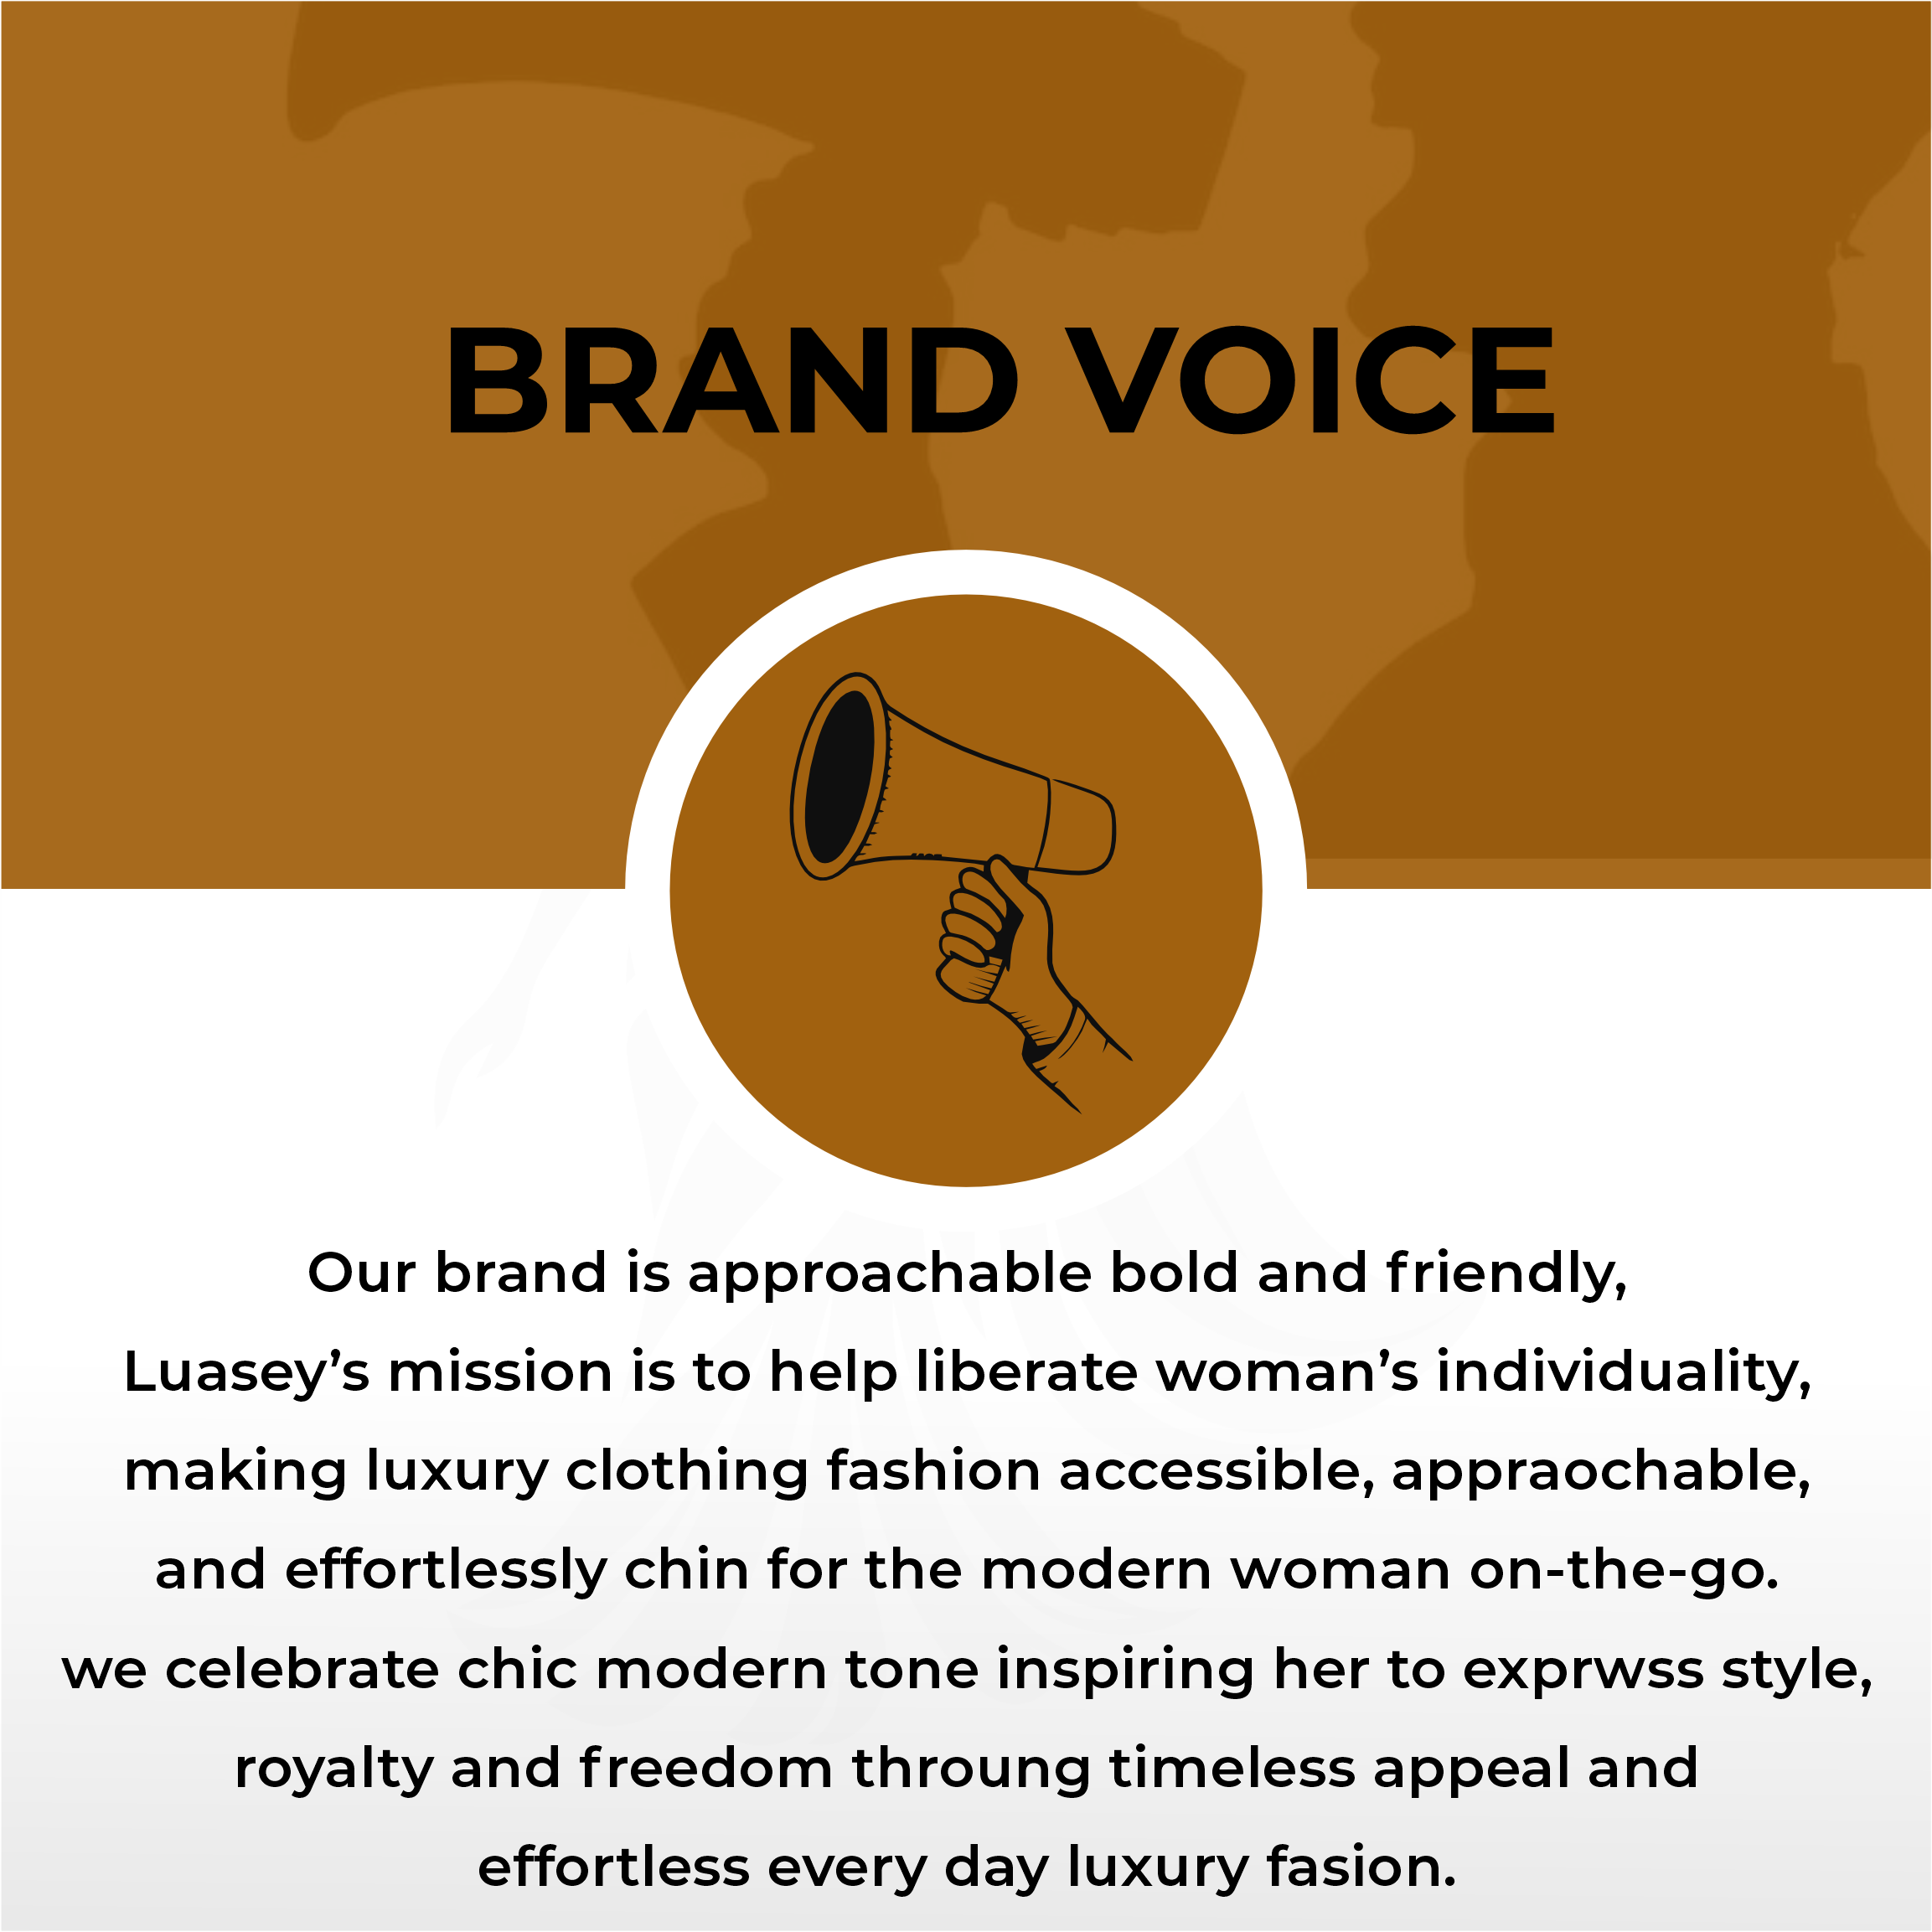 BRAND VOICE
Our brand is approachable bold and friendly,
Luasey’s mission is to help liberate woman’s individuality,
making luxury clothing fashion accessible, appraochable,
and effortlessly chin for the modern woman on-the-go.
we celebrate chic modern tone inspiring her to exprwss style,
royalty and freedom throung timeless appeal and
effortless every day luxury fasion.